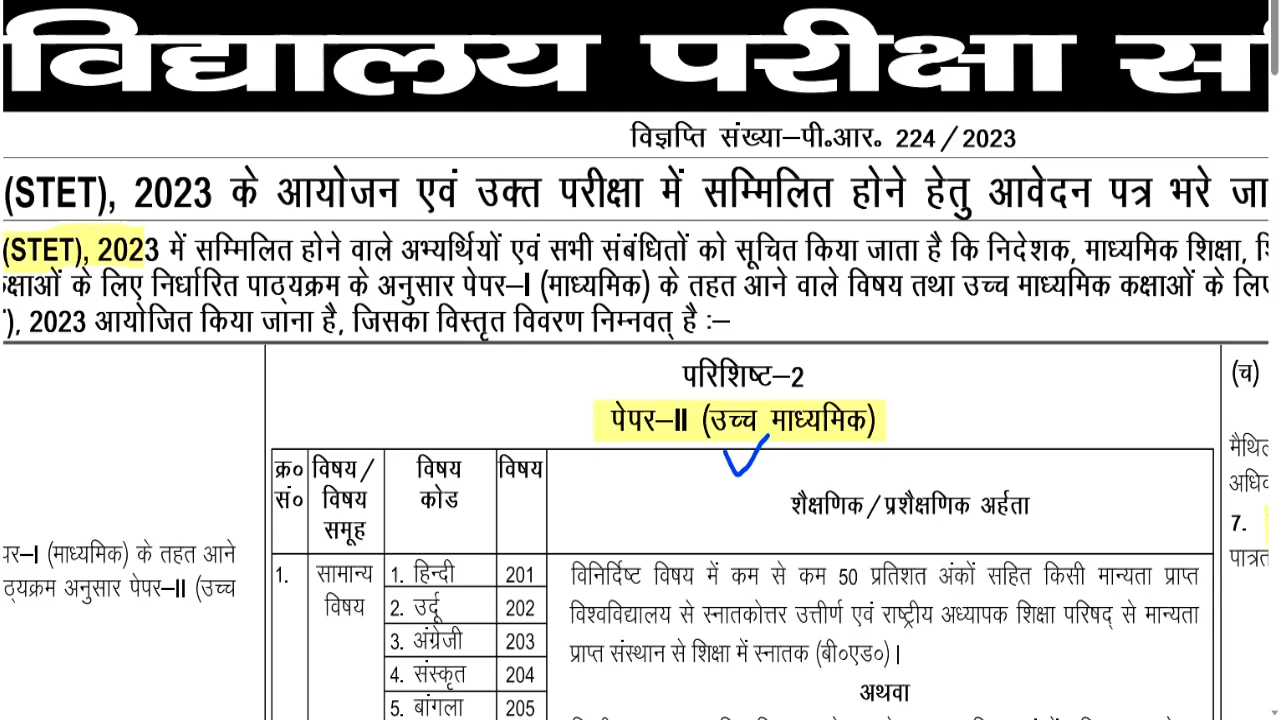 विद्यालय परीक्षा
विज्ञप्ति संख्या–पी॰आर॰ 224 / 2023
(STET), 2023 के आयोजन एवं उक्त परीक्षा में सम्मिलित होने हेतु आवेदन पत्र भरे जा
(STET), 2023 में सम्मिलित होने वाले अभ्यर्थियों एवं सभी संबंधितों को सूचित किया जाता है कि निदेशक, माध्यमिक शिक्षा,
के लिए निर्धारित पाठ्यक्रम के अनुसार पेपर–I (माध्यमिक) के तहत आने वाले विषय तथा उच्च माध्यमिक कक्षाओं के
), 2023 आयोजित किया जाना है, जिसका विस्तृत विवरण निम्नवत् है :–
परिशिष्ट–2
पेपर–II (उच्च माध्यमिक)
क्र० सं०
विषय / विषय समूह
विषय कोड
विषय
शैक्षणिक / प्रशैक्षणिक अर्हता
1. सामान्य विषय
1. हिन्दी 201
2. उर्दू 202
3. अंग्रेजी 203
4. संस्कृत 204
5. बांगला 205
विनिर्दिष्ट विषय में कम से कम 50 प्रतिशत अंकों सहित किसी मान्यता प्राप्त
विश्वविद्यालय से स्नातकोत्तर उत्तीर्ण एवं राष्ट्रीय अध्यापक शिक्षा परिषद् से मान्यता
प्राप्त संस्थान से शिक्षा में स्नातक (बी०एड०)।
अथवा
पर–I (माध्यमिक) के तहत आने
ठ्यक्रम अनुसार पेपर–II (उच्च
(च)
7.